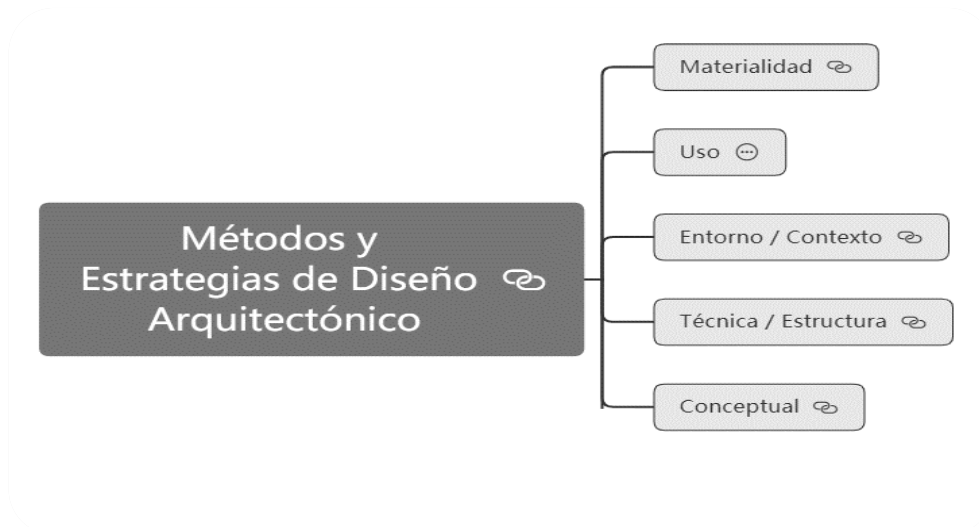 Métodos y
Estrategias de Diseño
Arquitectónico
Materialidad
Uso
Entorno / Contexto
Técnica / Estructura
Conceptual